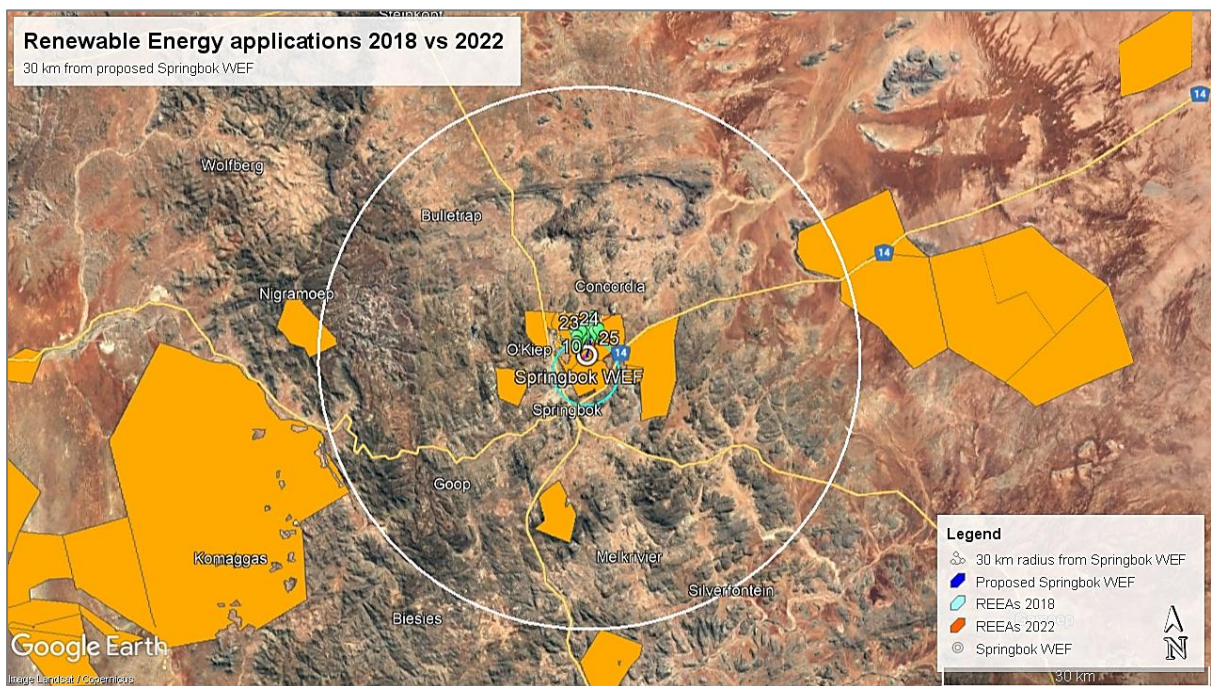 Steinkopf
Renewable Energy applications 2018 vs 2022
30 km from proposed Springbok WEF
14
Wolfberg
Bulletrap
14
Nigramoep
Concordia
23
24
25
O'Kiep
10
14
Springbok WEF
Springbok
Goop
Komaggas
Melkrivier
Silverfontein
Biesies
Legend
30 km radius from Springbok WEF
Proposed Springbok WEF
REEAs 2018
REEAs 2022
Springbok WEF
N
30 km
Google Earth
Image Landsat / Copernicus